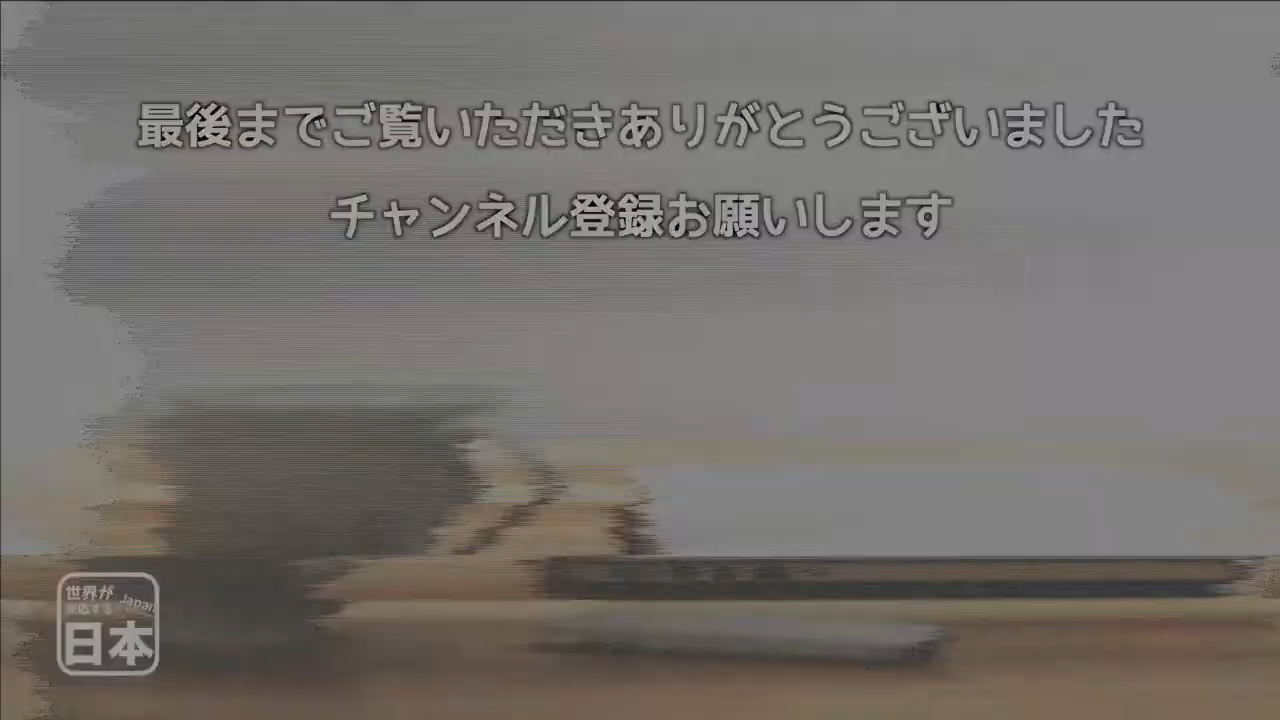 最後までご覧いただきありがとうございました
チャンネル登録お願いします
世界が
Japan
日本